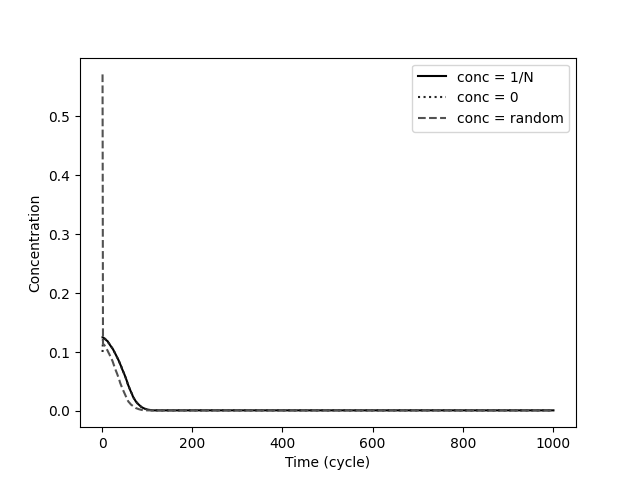 conc = 1/N
conc = 0
conc = random
Concentration
0.5
0.4
0.3
0.2
0.1
0.0
0
200
400
600
800
1000
Time (cycle)